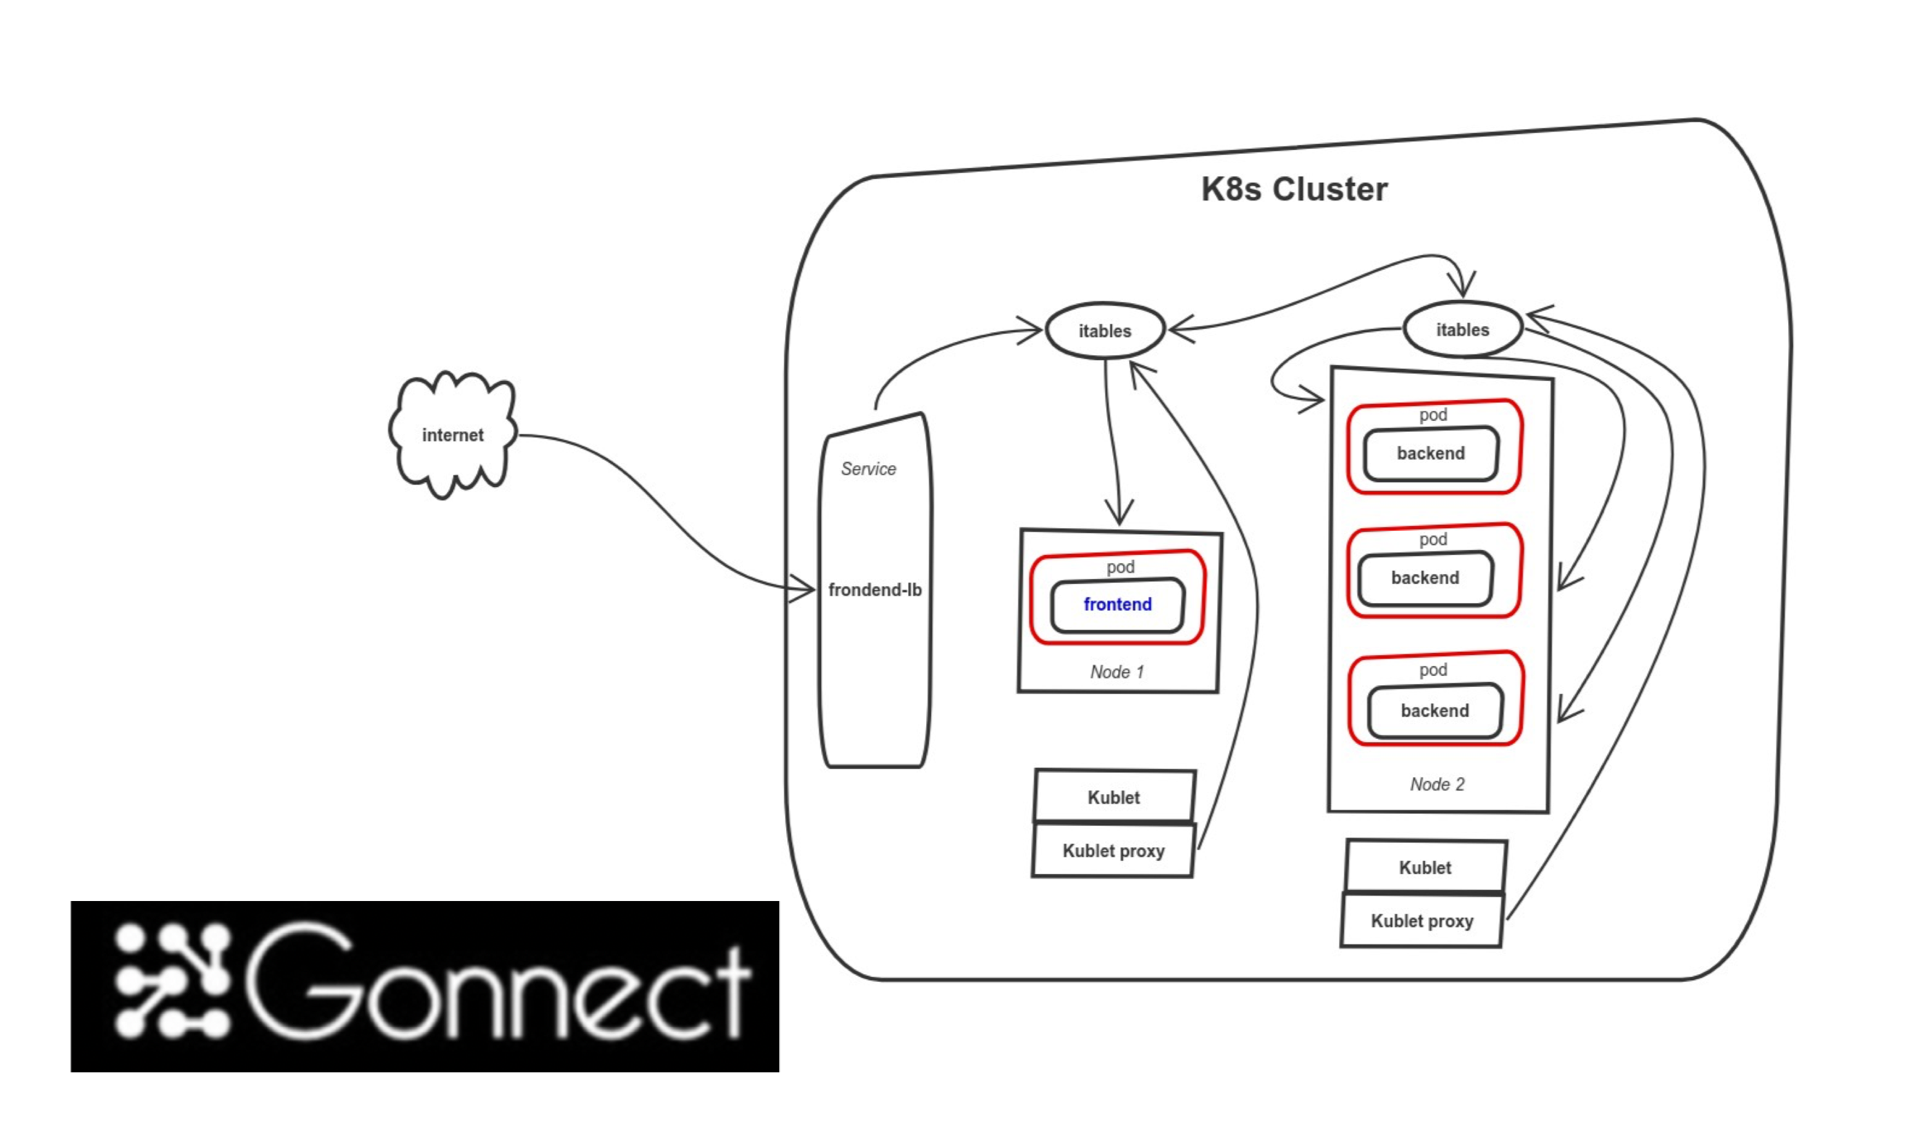 K8s Cluster
itables
itables
internet
Service
frondend-lb
pod
frontend
Node 1
pod
backend
pod
backend
pod
backend
Node 2
Kublet
Kublet proxy
Kublet
Kublet proxy
Gonnect